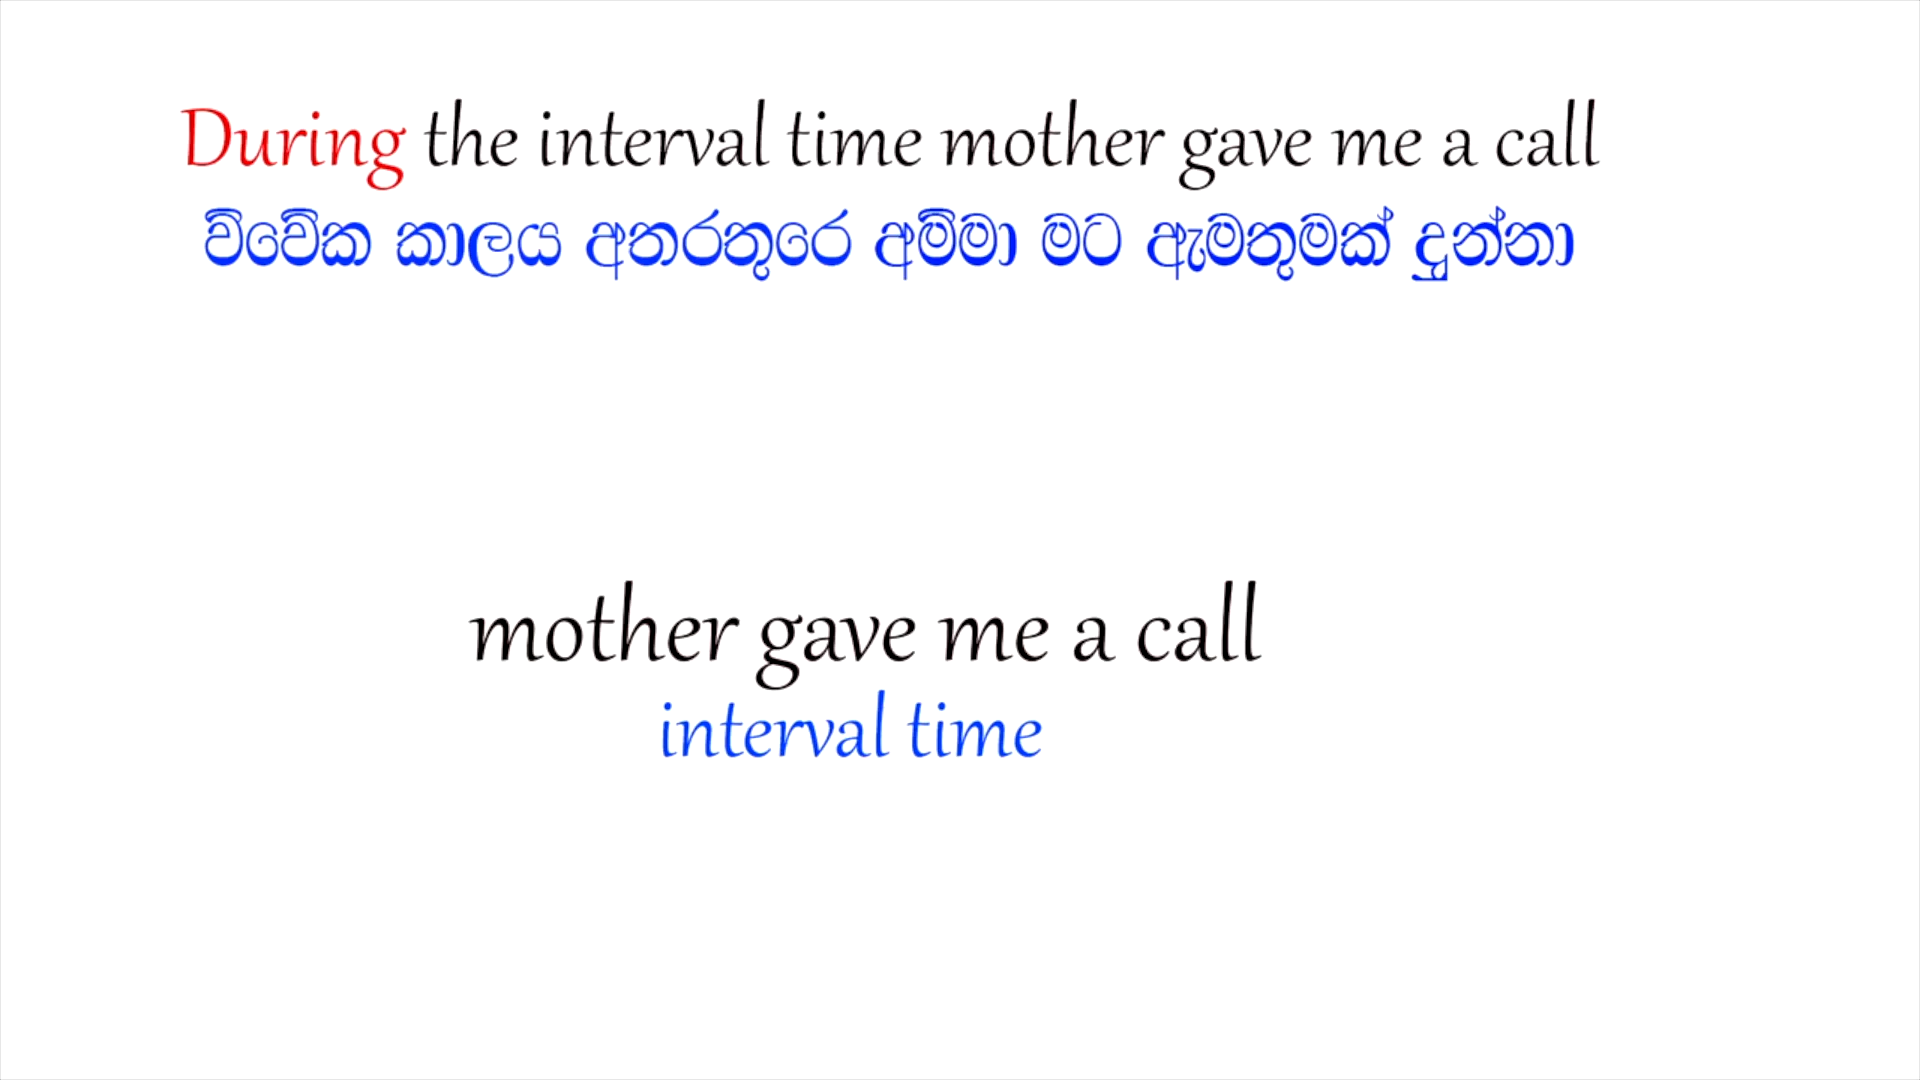 During the interval time mother gave me a call
විවේක කාලය අතරතුරෙ අම්මා මට ඇමතුමක් දුන්නා
mother gave me a call
interval time